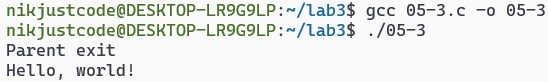 nikjustcode@DESKTOP-LR9G9LP:~/lab3$ gcc 05-3.c -o 05-3
nikjustcode@DESKTOP-LR9G9LP:~/lab3$ ./05-3
Parent exit
Hello, world!